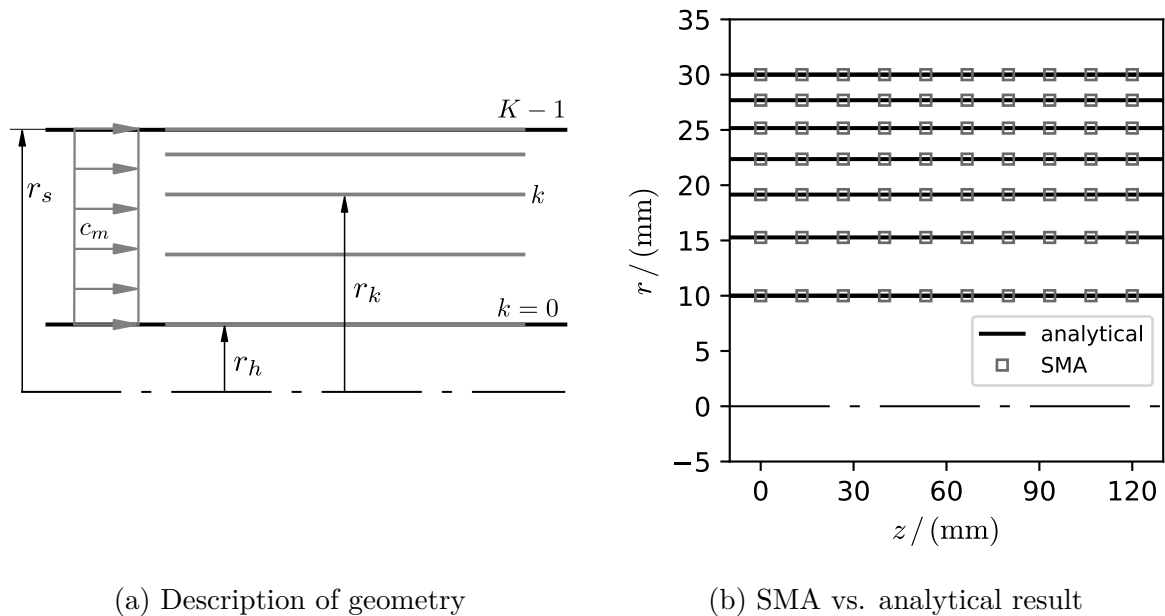 K − 1
r_s
c_m
k
r_k
k = 0
r_h
(a) Description of geometry
35
30
25
20
15
10
5
0
−5
r / (mm)
analytical
SMA
0 30 60 90 120
z / (mm)
(b) SMA vs. analytical result